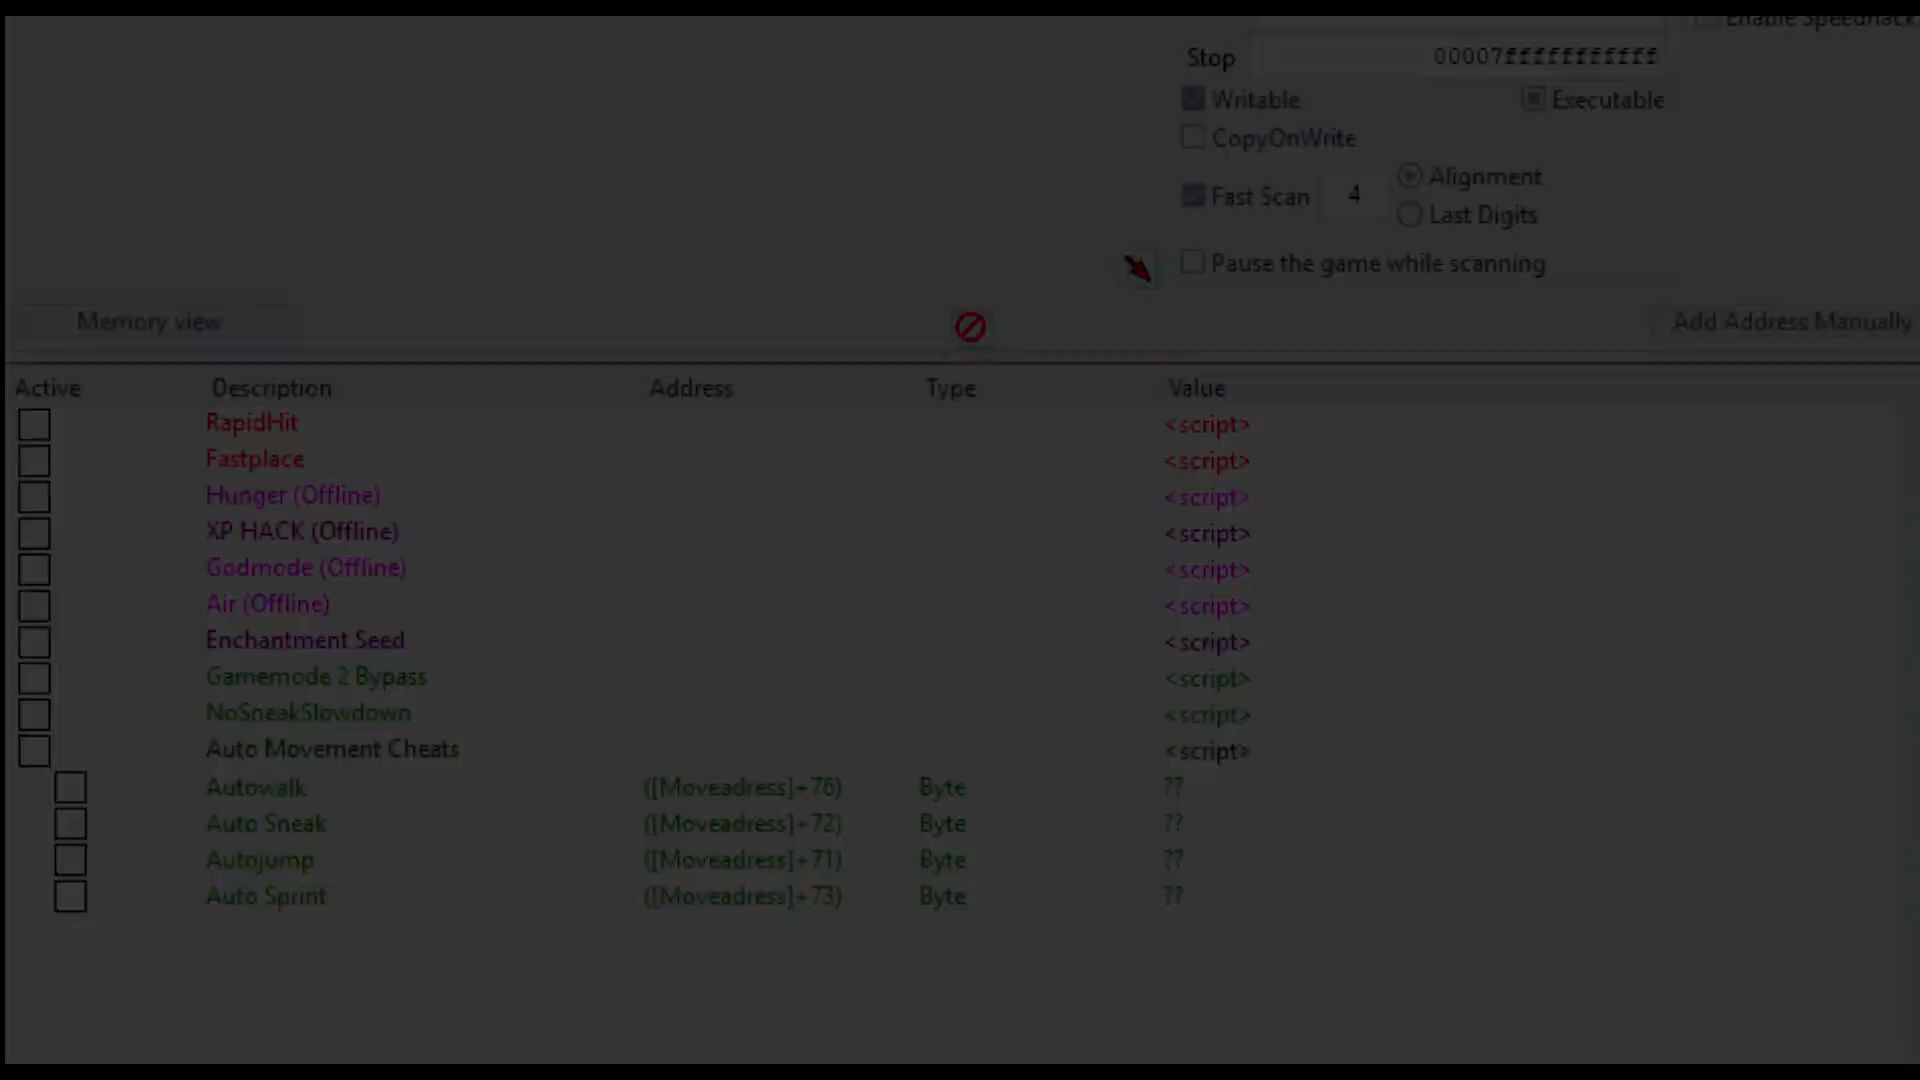 Enable Speedhack
Stop 00007fffffffffff
Writable Executable
CopyOnWrite
Fast Scan 4 Alignment
Last Digits
Pause the game while scanning
Memory view Add Address Manually
Active Description Address Type Value
RapidHit <script>
Fastplace <script>
Hunger (Offline) <script>
XP HACK (Offline) <script>
Godmode (Offline) <script>
Air (Offline) <script>
Enchantment Seed <script>
Gamemode 2 Bypass <script>
NoSneakSlowdown <script>
Auto Movement Cheats <script>
Autowalk ([Moveadress]+76) Byte ??
Auto Sneak ([Moveadress]+72) Byte ??
Autojump ([Moveadress]+71) Byte ??
Auto Sprint ([Moveadress]+73) Byte ??